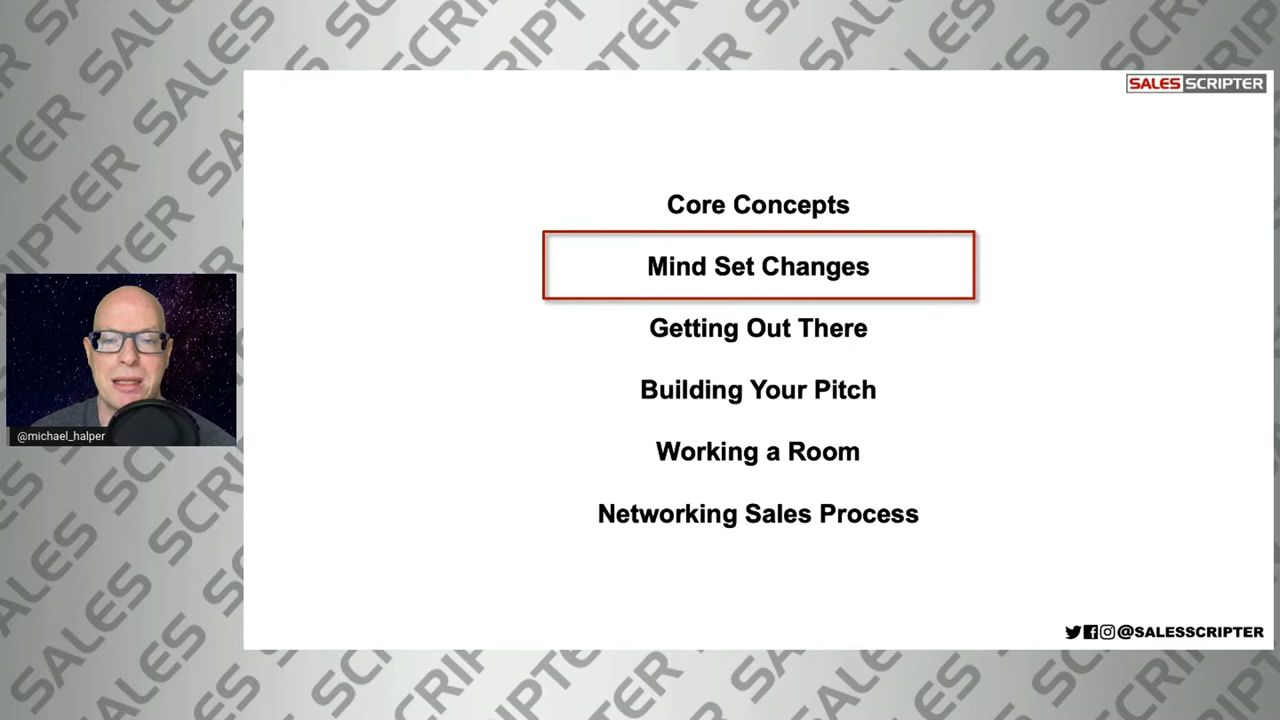 SALES SCRIPTER
Core Concepts
Mind Set Changes
Getting Out There
Building Your Pitch
Working a Room
Networking Sales Process
@michael_halper
@SALESSCRIPTER